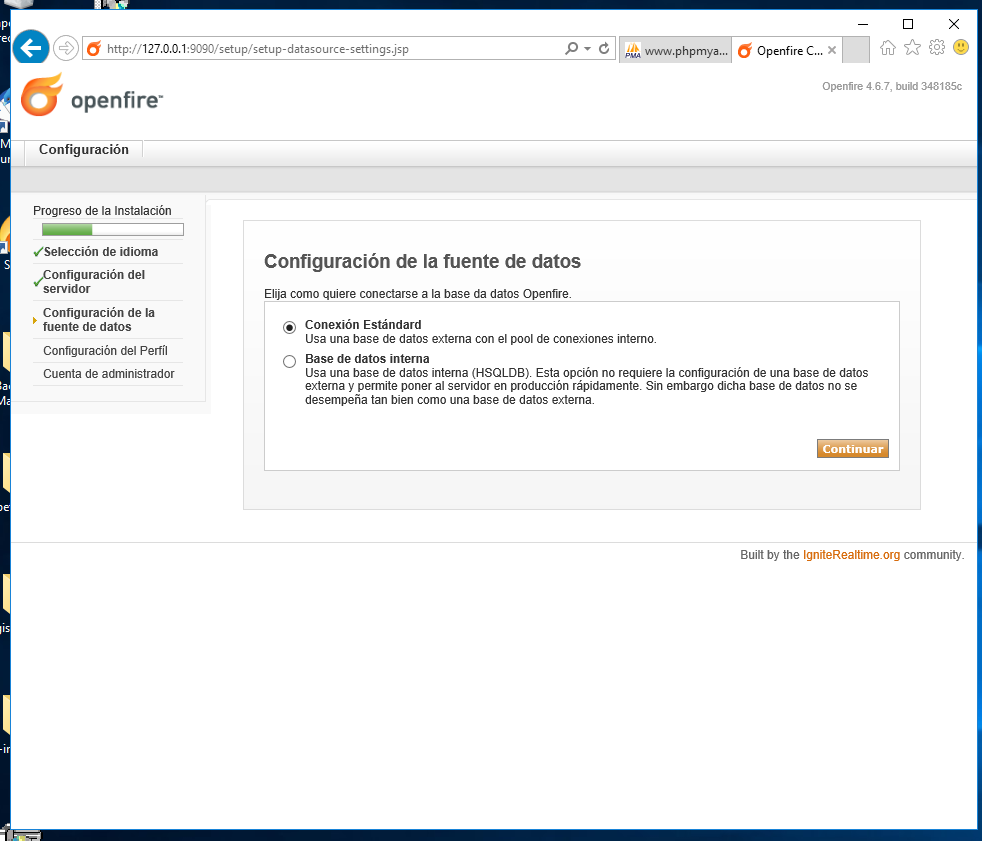 http://127.0.0.1:9090/setup/setup-datasource-settings.jsp
PMA
www.phpmya...
Openfire C...
openfire™
Openfire 4.6.7, build 348185c
Configuración
Progreso de la Instalación
Selección de idioma
Configuración del
servidor
Configuración de la
fuente de datos
Configuración del Perfíl
Cuenta de administrador
Configuración de la fuente de datos
Elija como quiere conectarse a la base da datos Openfire.
Conexión Estándard
Usa una base de datos externa con el pool de conexiones interno.
Base de datos interna
Usa una base de datos interna (HSQLDB). Esta opción no requiere la configuración de una base de datos
externa y permite poner al servidor en producción rápidamente. Sin embargo dicha base de datos no se
desempeña tan bien como una base de datos externa.
Continuar
Built by the IgniteRealtime.org community.